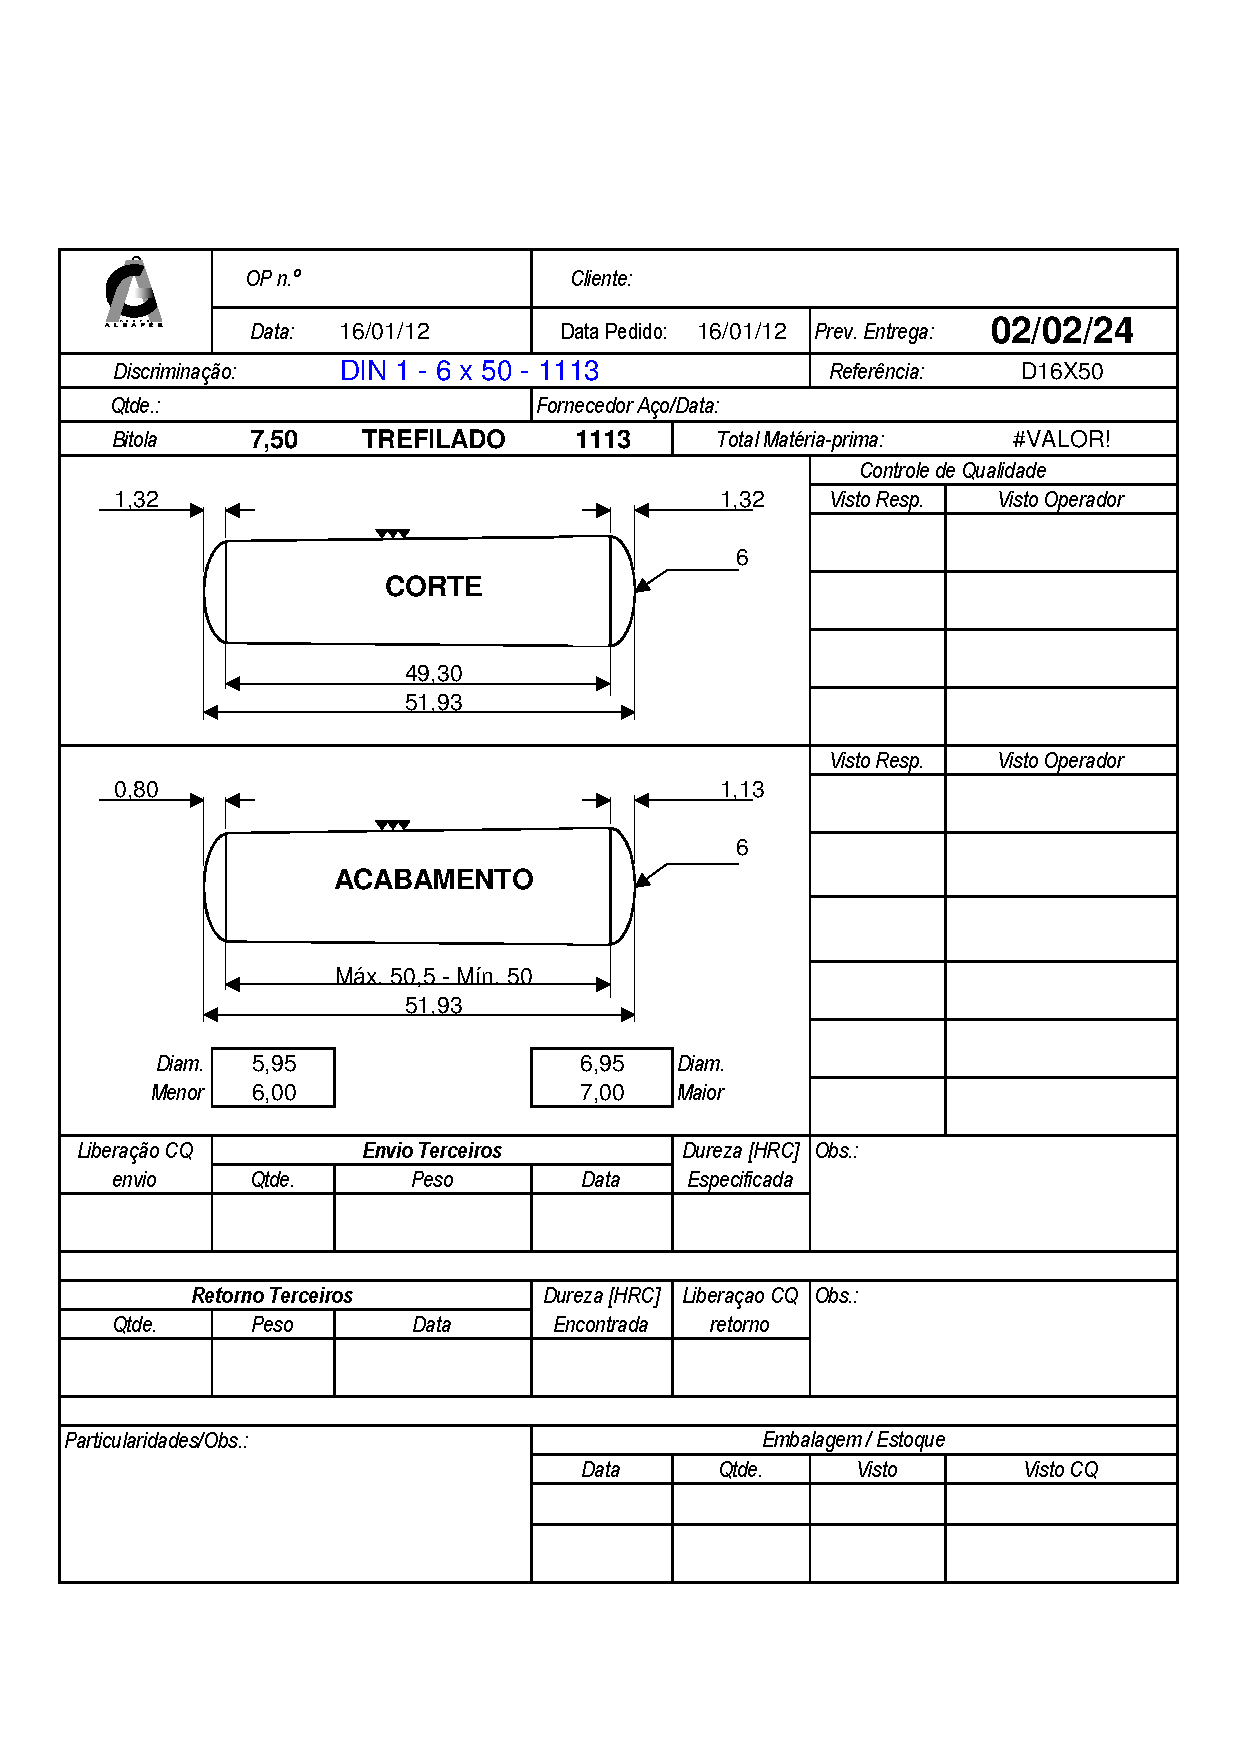 ALBAPER
OP n.º
Cliente:
Data: 16/01/12 Data Pedido: 16/01/12 Prev. Entrega: 02/02/24
Discriminação: DIN 1 - 6 x 50 - 1113 Referência: D16X50
Qtde.: Fornecedor Aço/Data:
Bitola 7,50 TREFILADO 1113 Total Matéria-prima: #VALOR!
Controle de Qualidade
1,32 1,32 Visto Resp. Visto Operador
6
CORTE
49,30
51,93
Visto Resp. Visto Operador
0,80 1,13
6
ACABAMENTO
Máx. 50,5 - Mín. 50
51,93
Diam. 5,95 6,95 Diam.
Menor 6,00 7,00 Maior
Liberação CQ Envio Terceiros Dureza [HRC] Obs.:
envio Qtde. Peso Data Especificada
Retorno Terceiros Dureza [HRC] Liberaçao CQ Obs.:
Qtde. Peso Data Encontrada retorno
Particularidades/Obs.: Embalagem / Estoque
Data Qtde. Visto Visto CQ